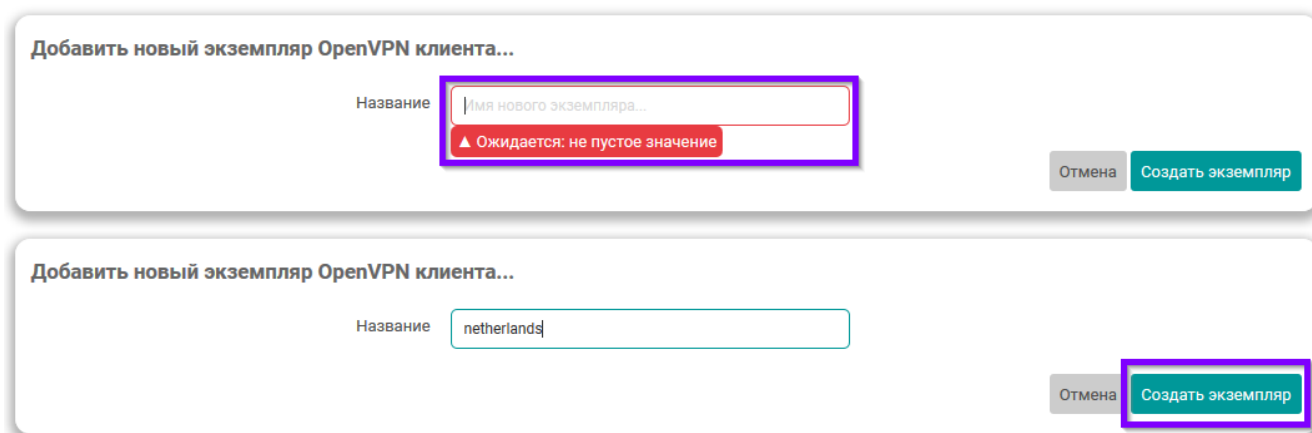 Добавить новый экземпляр OpenVPN клиента...
Название
Имя нового экземпляра...
▲ Ожидается: не пустое значение
Отмена Создать экземпляр
Добавить новый экземпляр OpenVPN клиента...
Название netherlands
Отмена Создать экземпляр